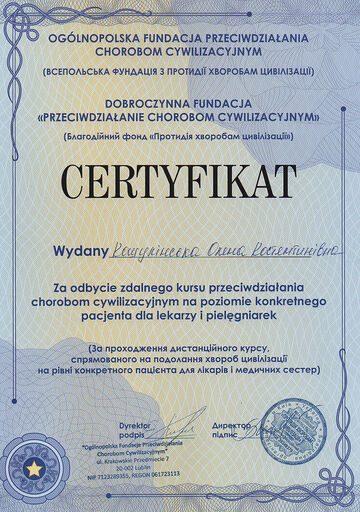 OGÓLNOPOLSKA FUNDACJA PRZECIWDZIAŁANIA
CHOROBOM CYWILIZACYJNYM
(ВСЕПОЛЬСЬКА ФУНДАЦІЯ З ПРОТИДІЇ ХВОРОБАМ ЦИВІЛІЗАЦІЇ)
DOBROCZYNNA FUNDACJA
«PRZECIWDZIAŁANIE CHOROBOM CYWILIZACYJNYM»
(Благодійний фонд «Протидія хворобам цивілізації»)
CERTYFIKAT
Wydany Кошурінська Олена Костянтинівна
Za odbycie zdalnego kursu przeciwdziałania
chorobom cywilizacyjnym na poziomie konkretnego
pacjenta dla lekarzy i pielęgniarek
(За проходження дистанційного курсу,
спрямованого на подолання хвороб цивілізації
на рівні конкретного пацієнта для лікарів і медичних сестер)
Dyrektor
podpis
Директор
підпис
"Ogólnopolska Fundacja Przeciwdziałania
Chorobom Cywilizacyjnym"
ul. Krakowskie Przedmieście 7
20-002 Lublin
NIP 7123289355, REGON 061723113